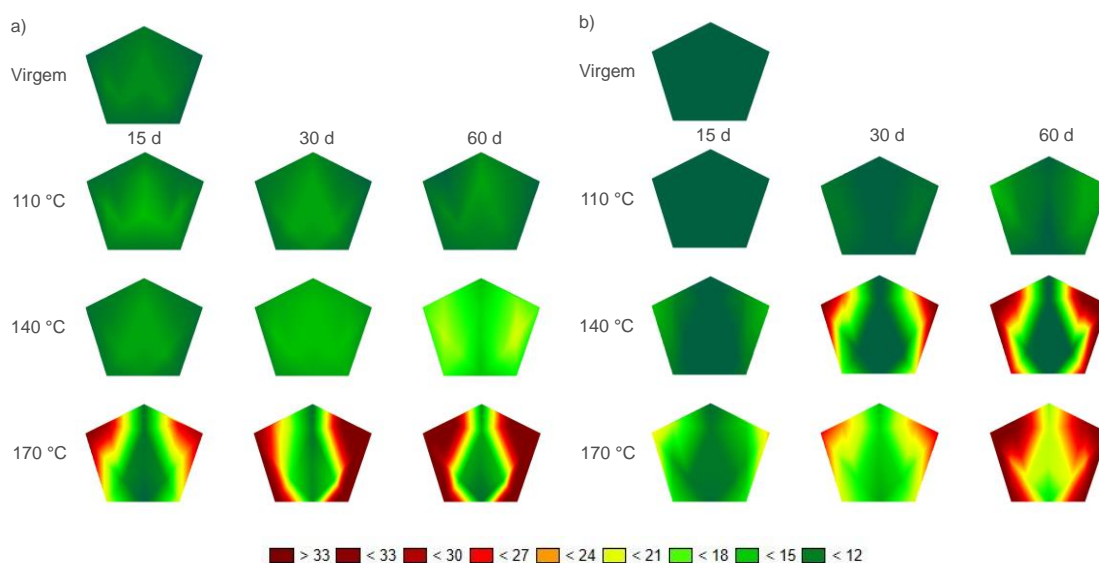 a) b)
Virgem Virgem
15 d 30 d 60 d 15 d 30 d 60 d
110 °C 110 °C
140 °C 140 °C
170 °C 170 °C
> 33 < 33 < 30 < 27 < 24 < 21 < 18 < 15 < 12